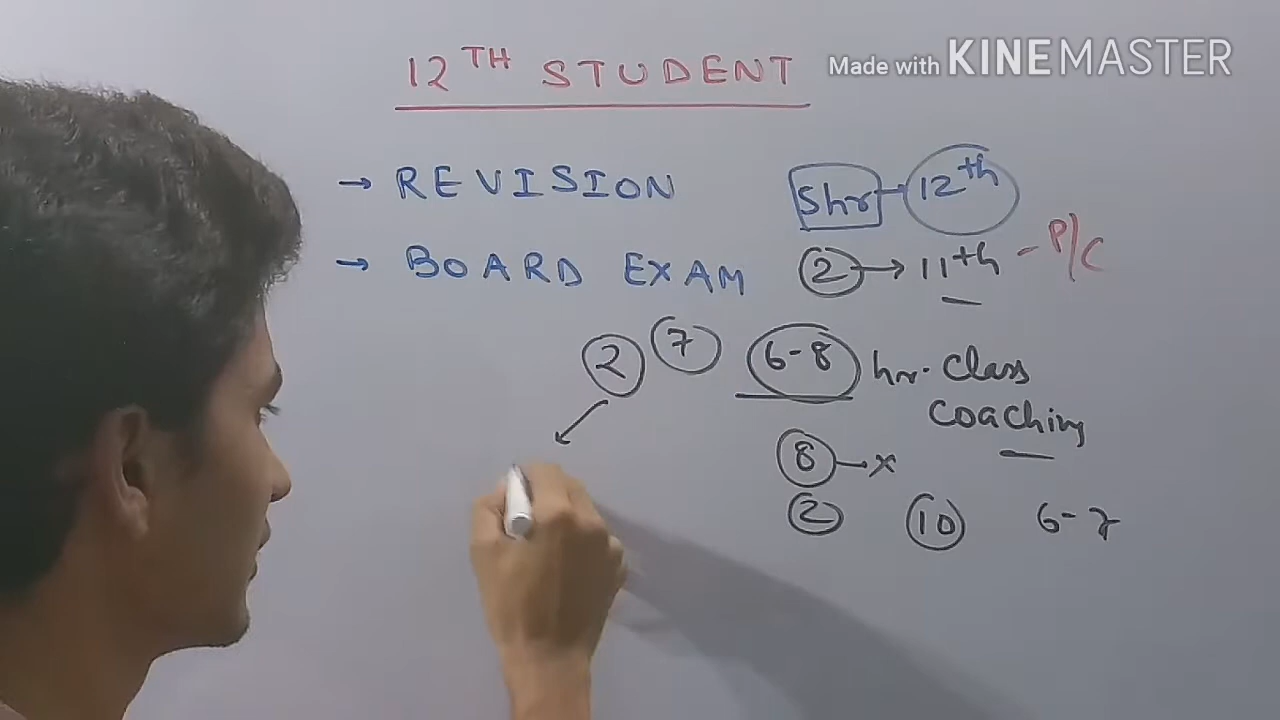 12TH STUDENT
Made with KINEMASTER
→ REVISION
5hr - 12th
→ BOARD EXAM
2 → 11th - P/C
2 7 6-8 hr. Class
Coaching
8 → x
2 10 6-7